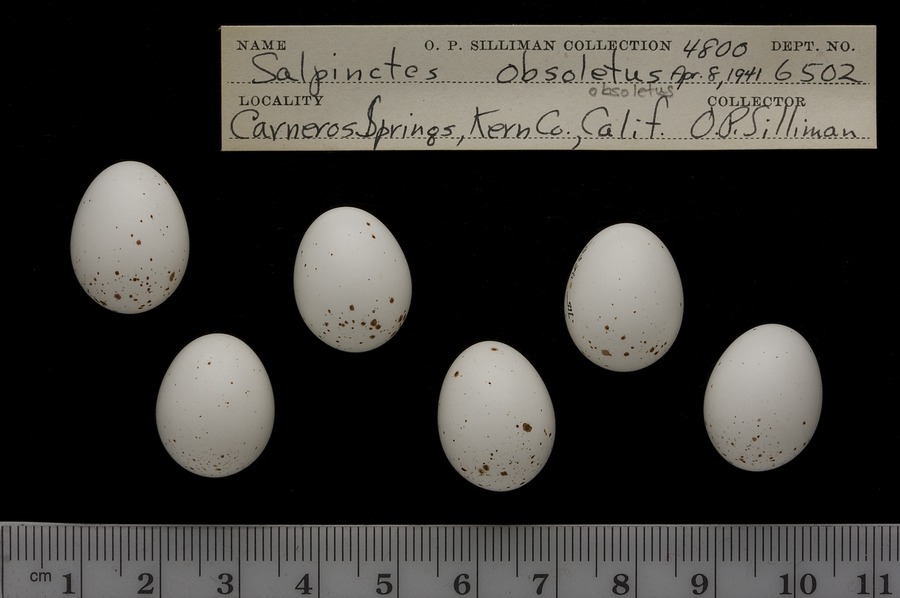 NAME O. P. SILLIMAN COLLECTION 4800 DEPT. NO.
Salpinctes obsoletus Apr. 8, 1941 6502
obsoletus
LOCALITY COLLECTOR
Carneros Springs, Kern Co., Calif. O.P. Silliman
cm 1 2 3 4 5 6 7 8 9 10 11